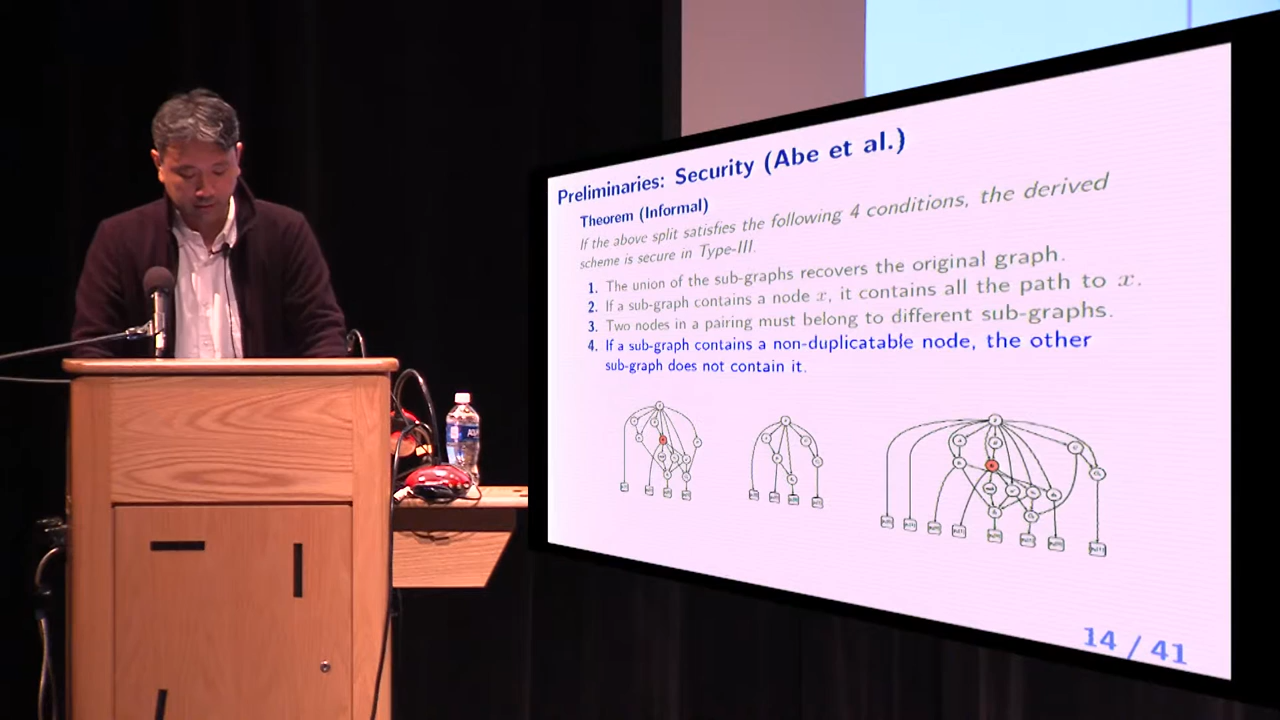 Preliminaries: Security (Abe et al.)
Theorem (Informal)
If the above split satisfies the following 4 conditions, the derived
scheme is secure in Type-III.
1. The union of the sub-graphs recovers the original graph.
2. If a sub-graph contains a node x, it contains all the path to x.
3. Two nodes in a pairing must belong to different sub-graphs.
4. If a sub-graph contains a non-duplicatable node, the other
sub-graph does not contain it.
14 / 41